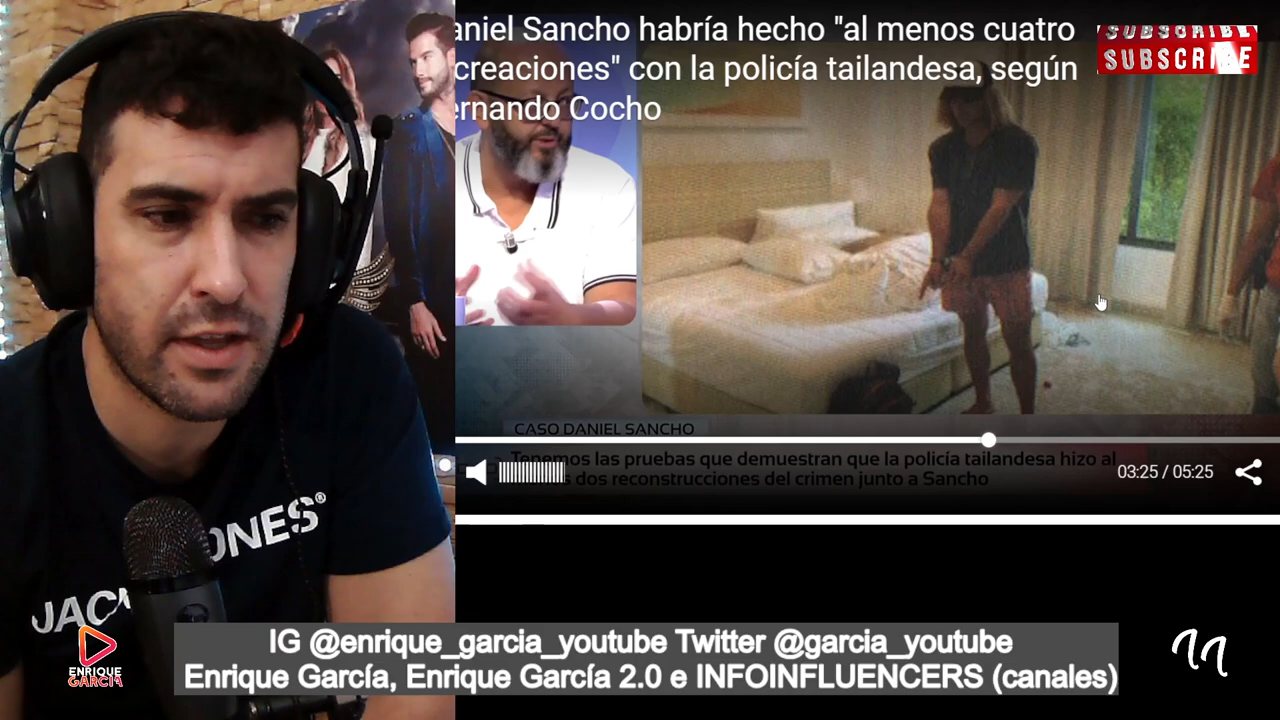 aniel Sancho habría hecho "al menos cuatro
creaciones" con la policía tailandesa, según
ernando Cocho
SUBSCRIBE
SUBSCRIBE
CASO DANIEL SANCHO
Tenemos las pruebas que demuestran que la policía tailandesa hizo al
s dos reconstrucciones del crimen junto a Sancho
03:25 / 05:25
JACK JONES®
ENRIQUE
GARCÍA
IG @enrique_garcia_youtube Twitter @garcia_youtube
Enrique García, Enrique García 2.0 e INFOINFLUENCERS (canales)